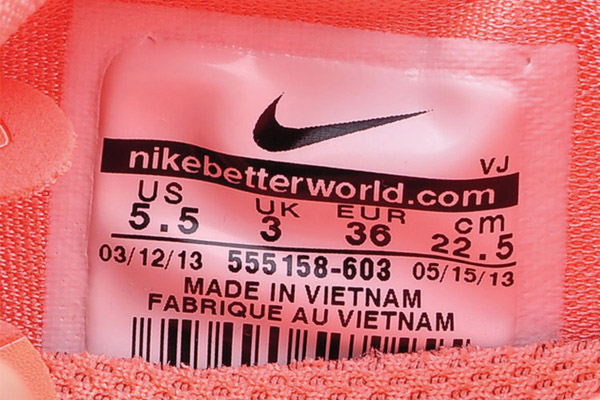 VJ
nikebetterworld.com
US UK EUR cm
5.5 3 36 22.5
03/12/13 555158-603 05/15/13
MADE IN VIETNAM
FABRIQUE AU VIETNAM